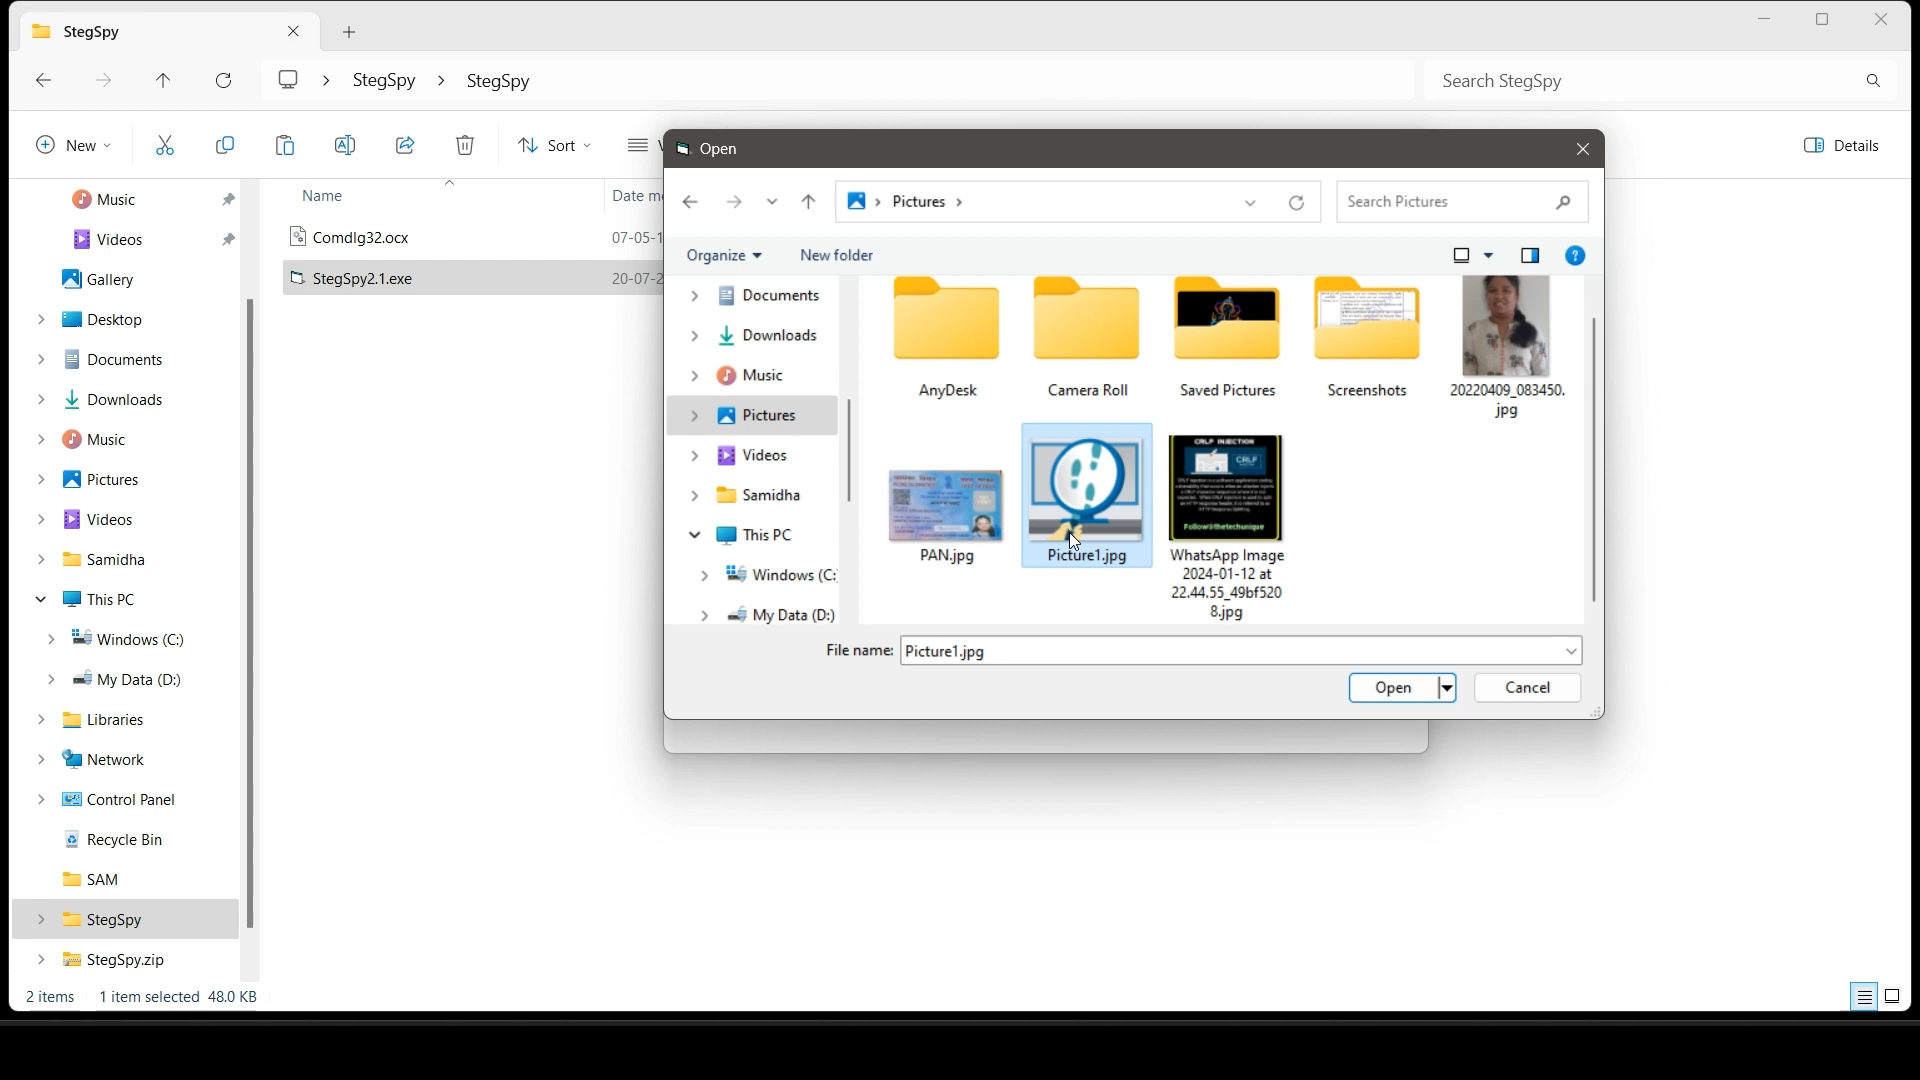 StegSpy
StegSpy
StegSpy
Search StegSpy
New
Sort
Details
Music
Videos
Gallery
Desktop
Documents
Downloads
Music
Pictures
Videos
Samidha
This PC
Windows (C:)
My Data (D:)
Libraries
Network
Control Panel
Recycle Bin
SAM
StegSpy
StegSpy.zip
2 items
1 item selected 48.0 KB
Name
Date m
Comdlg32.ocx
07-05-1
StegSpy2.1.exe
20-07-2
Open
Pictures
Search Pictures
Organize
New folder
Documents
Downloads
Music
Pictures
Videos
Samidha
This PC
Windows (C:
My Data (D:)
AnyDesk
Camera Roll
Saved Pictures
Screenshots
20220409_083450.
jpg
PAN.jpg
Picture1.jpg
CRLF INJECTION
CRLF
Follow@thetechunique
WhatsApp Image
2024-01-12 at
22.44.55_49bf520
8.jpg
File name:
Picture1.jpg
Open
Cancel